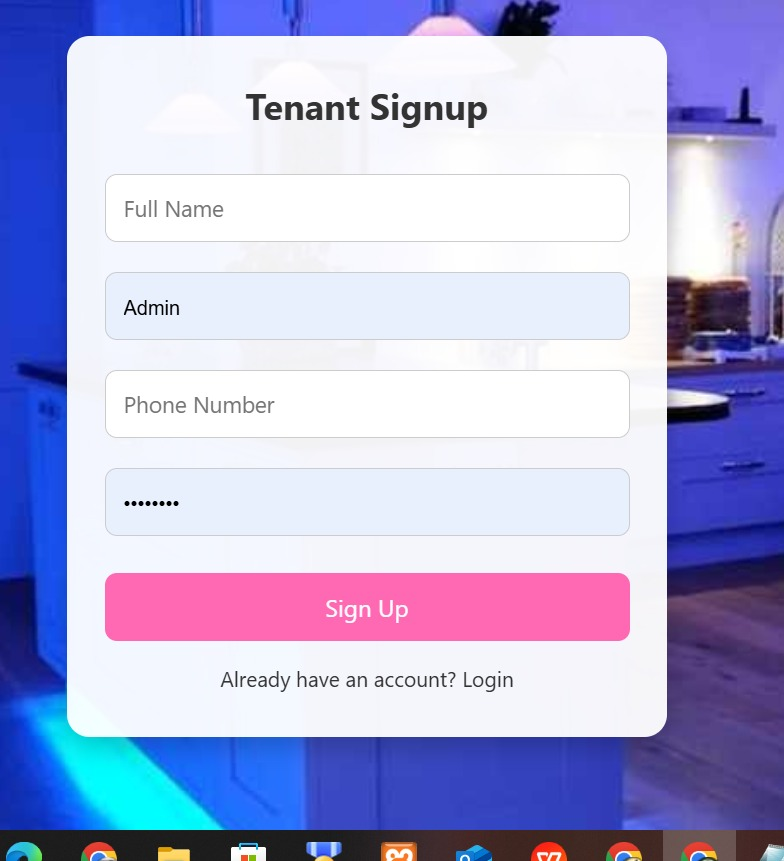 Tenant Signup
Full Name
Admin
Phone Number
••••••••
Sign Up
Already have an account? Login